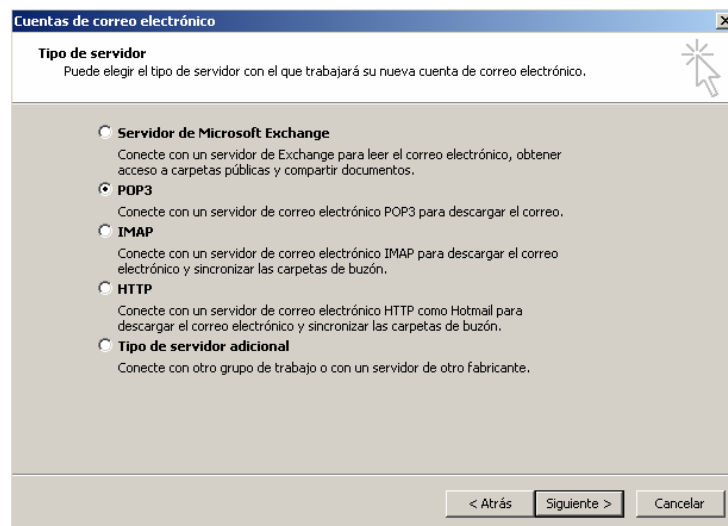 Cuentas de correo electrónico
Tipo de servidor
Puede elegir el tipo de servidor con el que trabajará su nueva cuenta de correo electrónico.
Servidor de Microsoft Exchange
Conecte con un servidor de Exchange para leer el correo electrónico, obtener
acceso a carpetas públicas y compartir documentos.
POP3
Conecte con un servidor de correo electrónico POP3 para descargar el correo.
IMAP
Conecte con un servidor de correo electrónico IMAP para descargar el correo
electrónico y sincronizar las carpetas de buzón.
HTTP
Conecte con un servidor de correo electrónico HTTP como Hotmail para
descargar el correo electrónico y sincronizar las carpetas de buzón.
Tipo de servidor adicional
Conecte con otro grupo de trabajo o con un servidor de otro fabricante.
< Atrás Siguiente > Cancelar